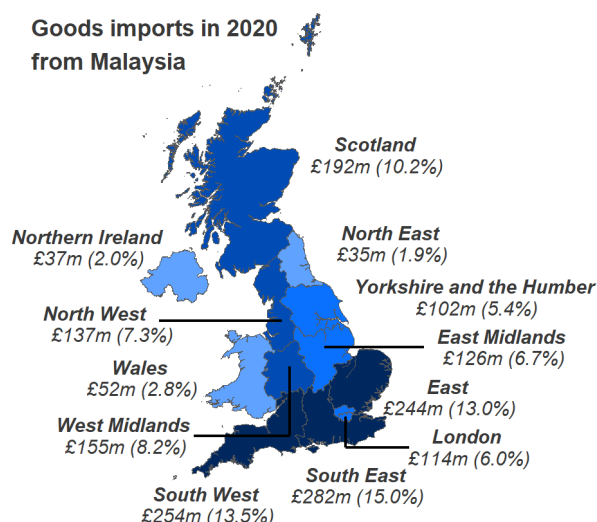 Goods imports in 2020
from Malaysia
Scotland
£192m (10.2%)
Northern Ireland
£37m (2.0%)
North East
£35m (1.9%)
Yorkshire and the Humber
£102m (5.4%)
North West
£137m (7.3%)
East Midlands
£126m (6.7%)
Wales
£52m (2.8%)
East
£244m (13.0%)
West Midlands
£155m (8.2%)
London
£114m (6.0%)
South East
£282m (15.0%)
South West
£254m (13.5%)